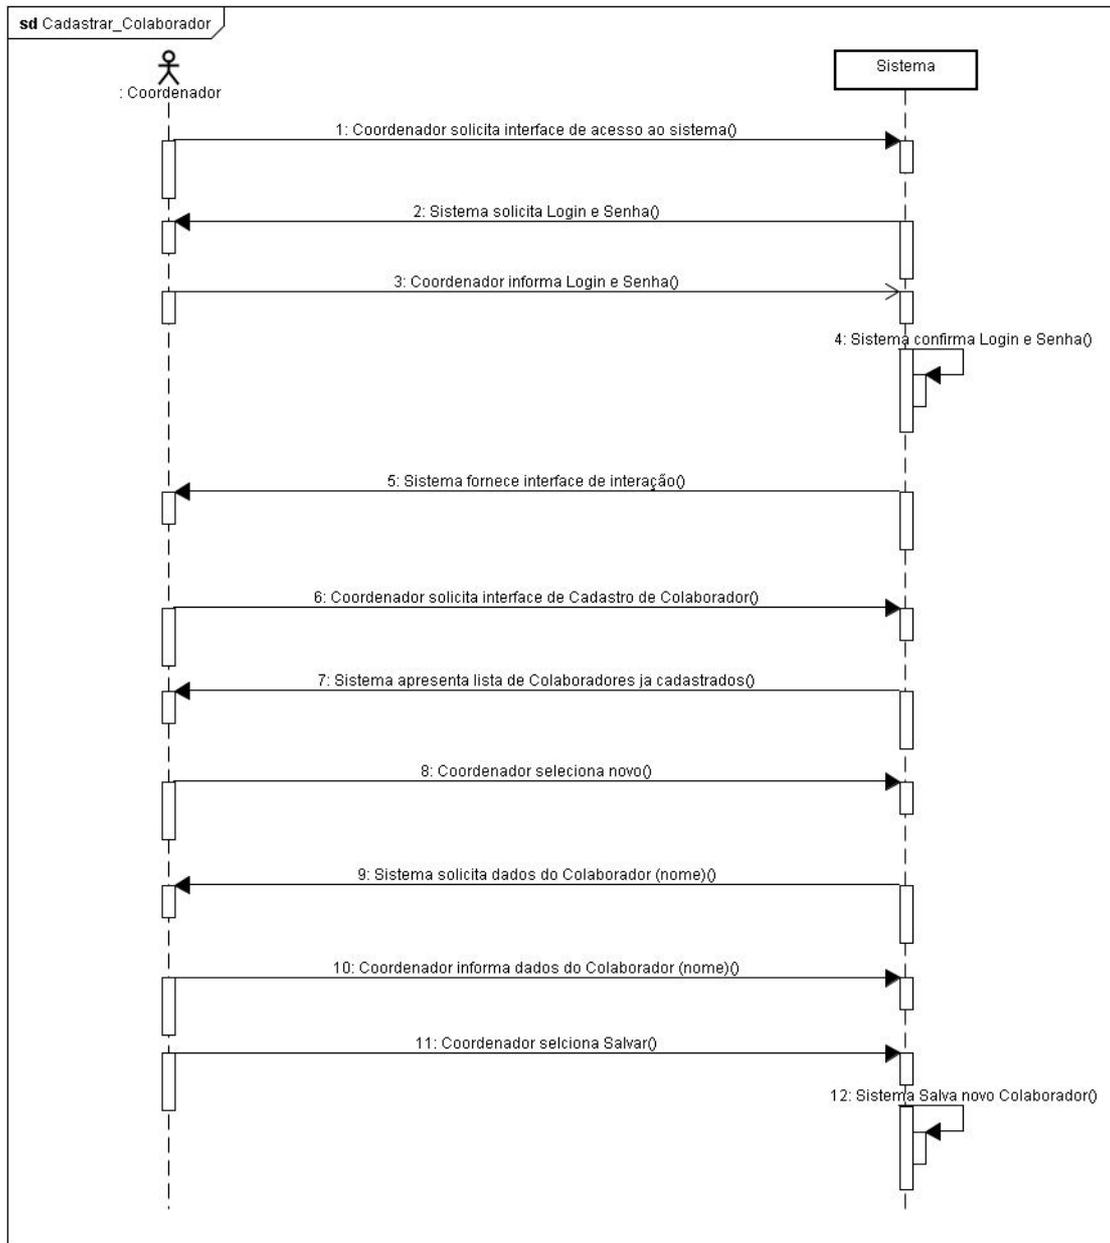 sd Cadastrar_Colaborador
: Coordenador
Sistema
1: Coordenador solicita interface de acesso ao sistema()
2: Sistema solicita Login e Senha()
3: Coordenador informa Login e Senha()
4: Sistema confirma Login e Senha()
5: Sistema fornece interface de interação()
6: Coordenador solicita interface de Cadastro de Colaborador()
7: Sistema apresenta lista de Colaboradores ja cadastrados()
8: Coordenador seleciona novo()
9: Sistema solicita dados do Colaborador (nome)()
10: Coordenador informa dados do Colaborador (nome)()
11: Coordenador selciona Salvar()
12: Sistema Salva novo Colaborador()